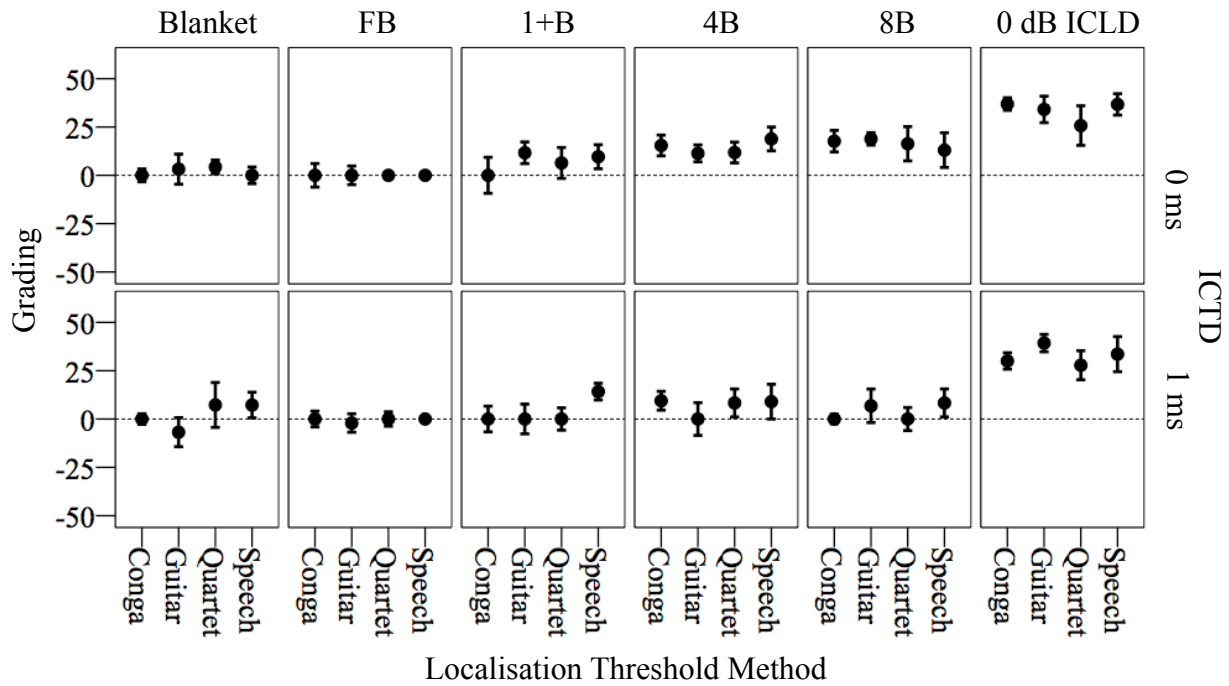 Blanket FB 1+B 4B 8B 0 dB ICLD
50
25
0
-25
-50
0 ms
50
25
0
-25
-50
1 ms
Grading
ICTD
Conga Guitar Quartet Speech Conga Guitar Quartet Speech Conga Guitar Quartet Speech Conga Guitar Quartet Speech Conga Guitar Quartet Speech Conga Guitar Quartet Speech
Localisation Threshold Method